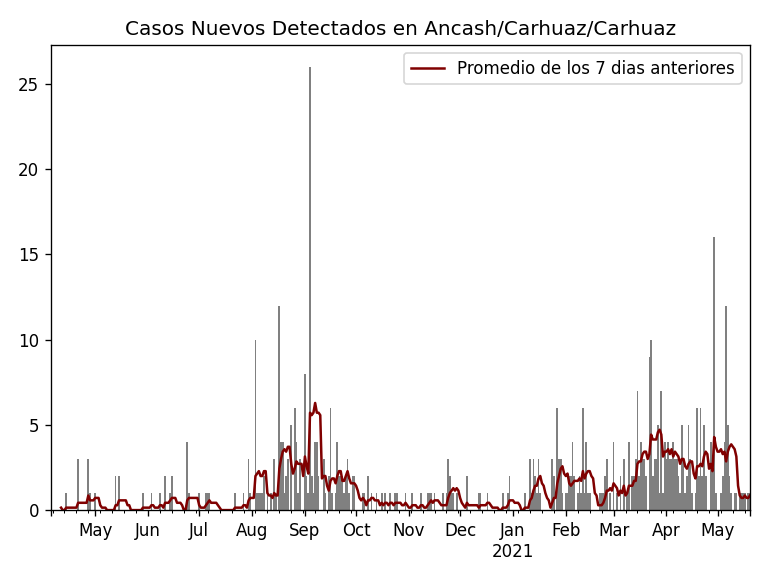 Casos Nuevos Detectados en Ancash/Carhuaz/Carhuaz
Promedio de los 7 dias anteriores
25
20
15
10
5
0
May Jun Jul Aug Sep Oct Nov Dec Jan Feb Mar Apr May
2021